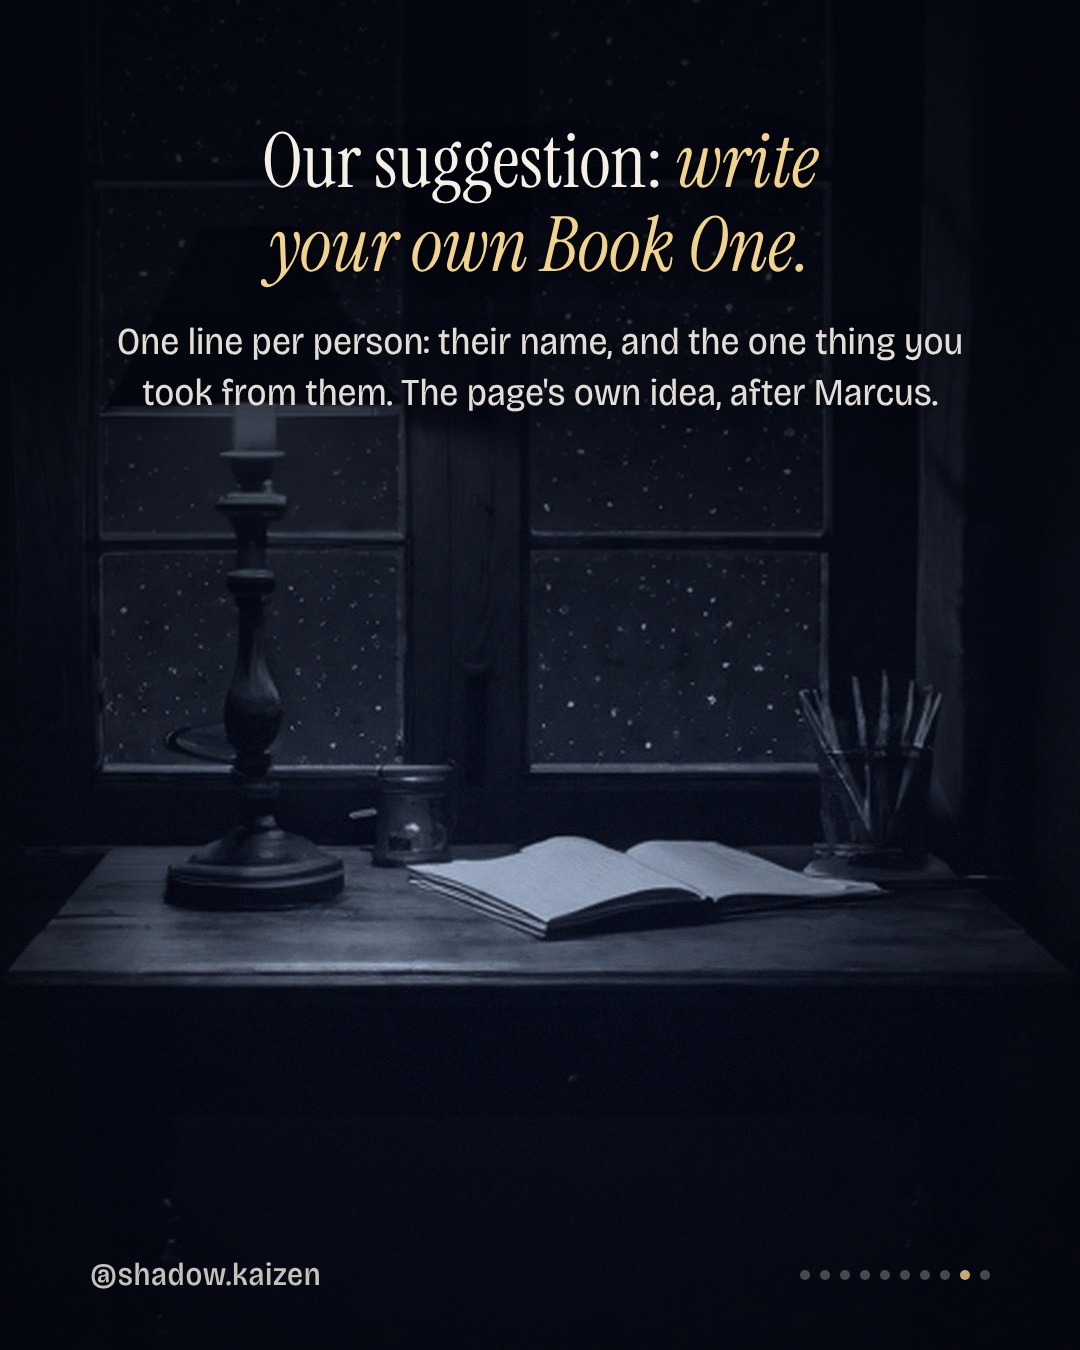 Our suggestion: write
your own Book One.
One line per person: their name, and the one thing you
took from them. The page's own idea, after Marcus.
@shadow.kaizen